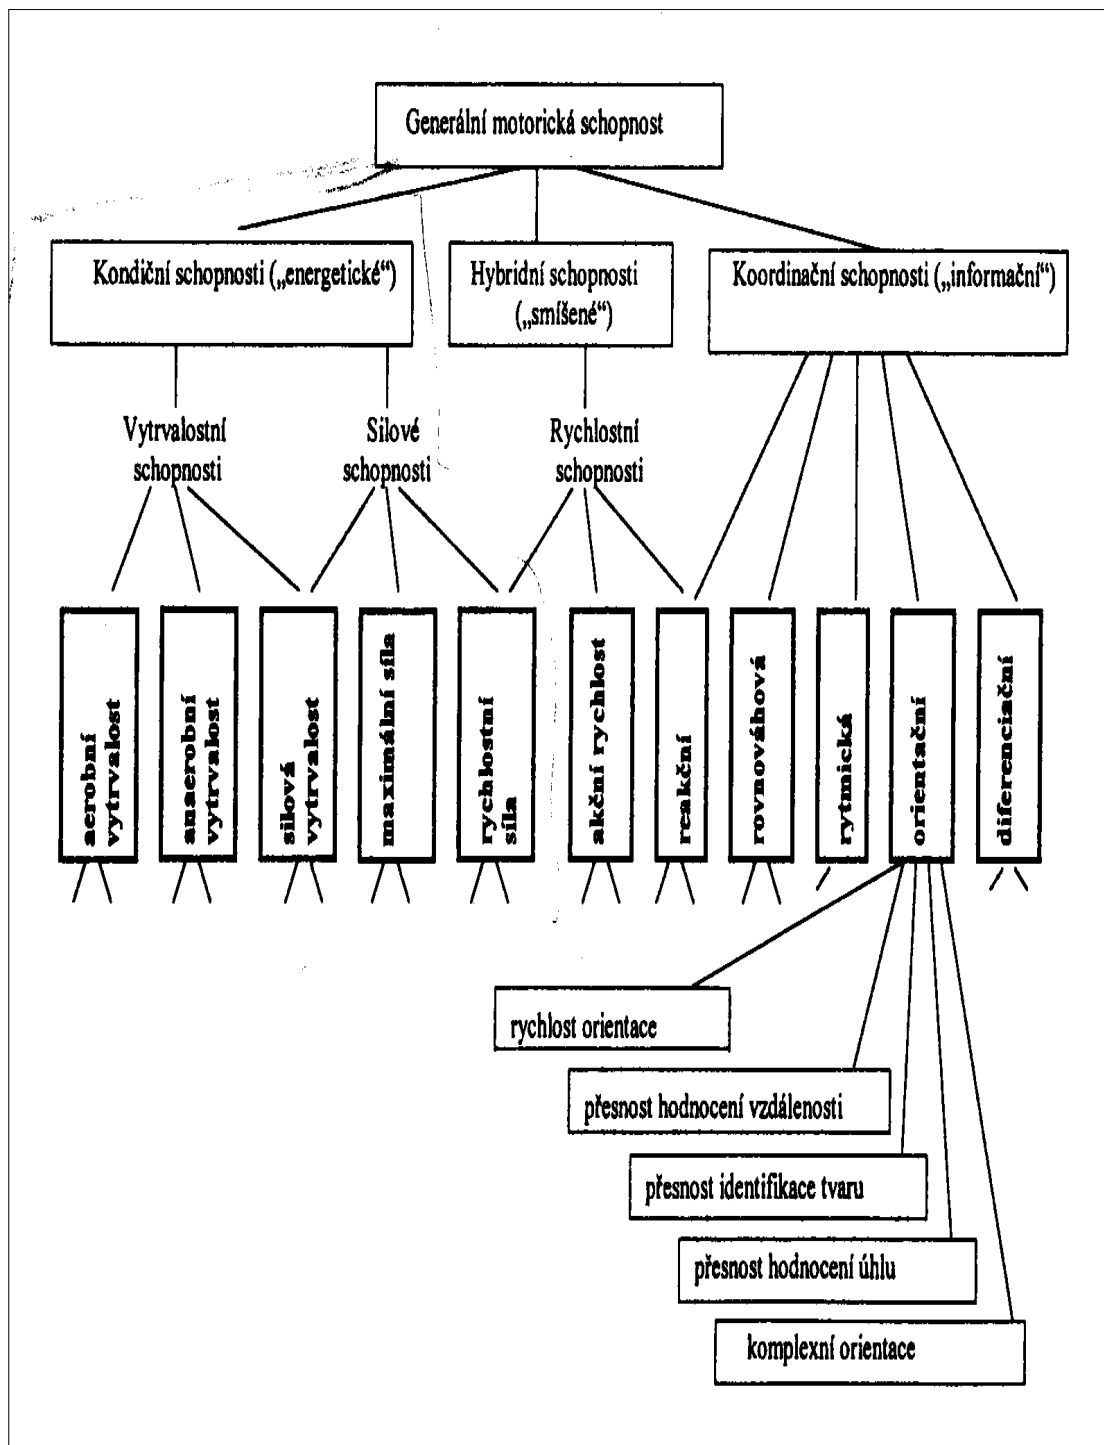 Generální motorická schopnost
Kondiční schopnosti („energetické“)
Hybridní schopnosti
(„smíšené“)
Koordinační schopnosti („informační“)
Vytrvalostní
schopnosti
Silové
schopnosti
Rychlostní
schopnosti
aerobní
vytrvalost
anaerobní
vytrvalost
silová
vytrvalost
maximální síla
rychlostní
síla
akční rychlost
reakční
rovnováhová
rytmická
orientační
diferenciační
rychlost orientace
přesnost hodnocení vzdálenosti
přesnost identifikace tvaru
přesnost hodnocení úhlu
komplexní orientace